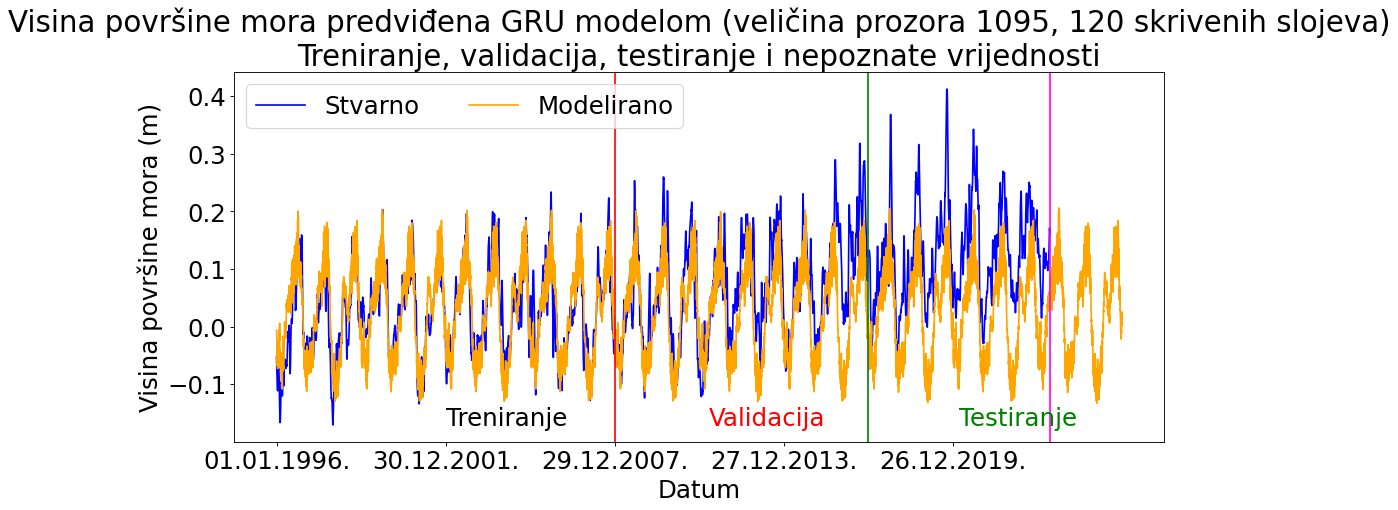 Visina površine mora predviđena GRU modelom (veličina prozora 1095, 120 skrivenih slojeva)
Treniranje, validacija, testiranje i nepoznate vrijednosti
Stvarno Modelirano
Visina površine mora (m)
0.4
0.3
0.2
0.1
0.0
−0.1
Treniranje Validacija Testiranje
01.01.1996. 30.12.2001. 29.12.2007. 27.12.2013. 26.12.2019.
Datum